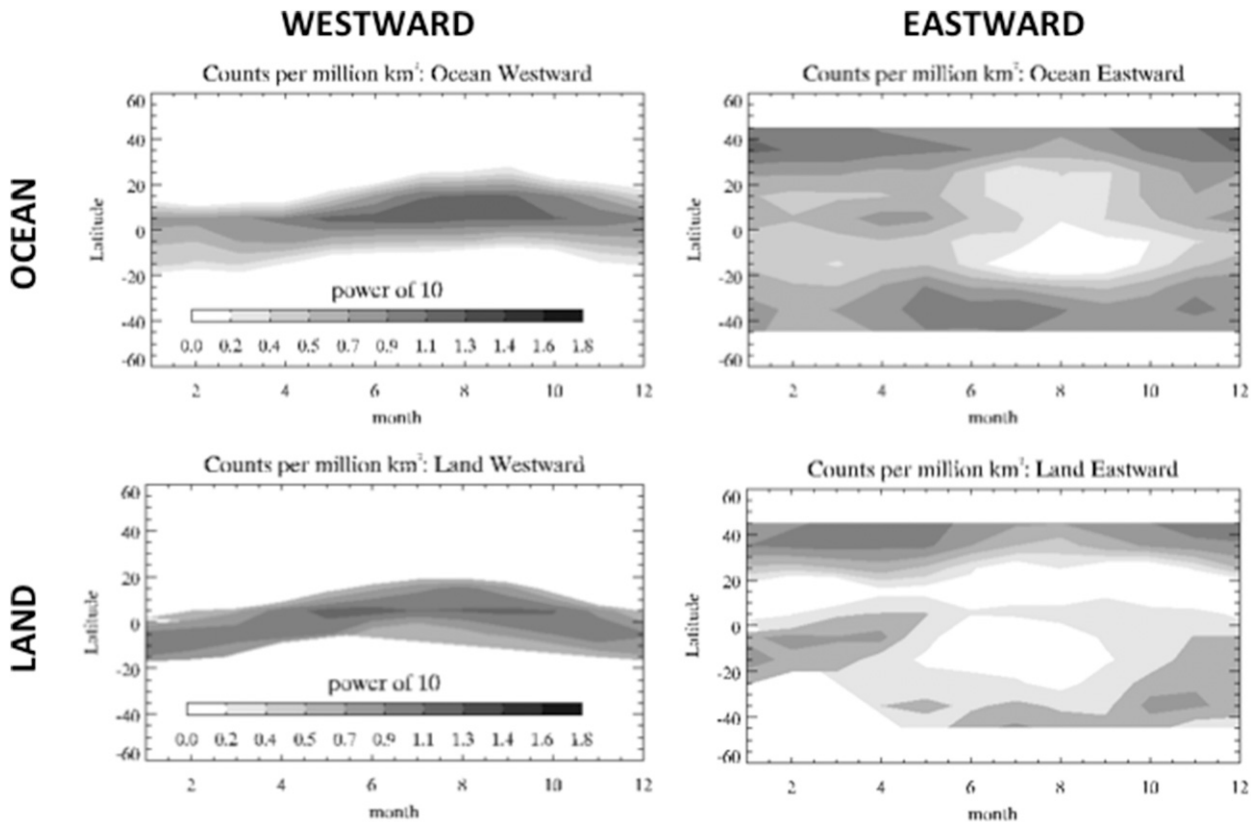 WESTWARD
EASTWARD
OCEAN
LAND
Counts per million km²: Ocean Westward
60
40
20
0
-20
-40
-60
Latitude
power of 10
0.0 0.2 0.4 0.5 0.7 0.9 1.1 1.3 1.4 1.6 1.8
2 4 6 8 10 12
month
Counts per million km²: Ocean Eastward
60
40
20
0
-20
-40
-60
Latitude
2 4 6 8 10 12
month
Counts per million km²: Land Westward
60
40
20
0
-20
-40
-60
Latitude
power of 10
0.0 0.2 0.4 0.5 0.7 0.9 1.1 1.3 1.4 1.6 1.8
2 4 6 8 10 12
month
Counts per million km²: Land Eastward
60
40
20
0
-20
-40
-60
Latitude
2 4 6 8 10 12
month